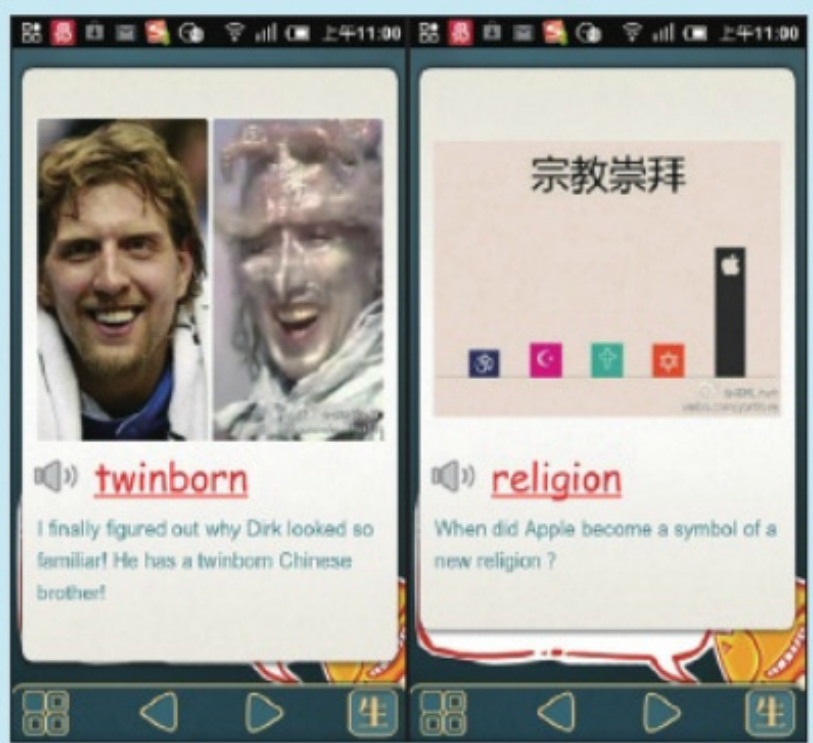 上午11:00
twinborn
I finally figured out why Dirk looked so
familiar! He has a twinborn Chinese
brother!
生
上午11:00
宗教崇拜
religion
When did Apple become a symbol of a
new religion ?
生